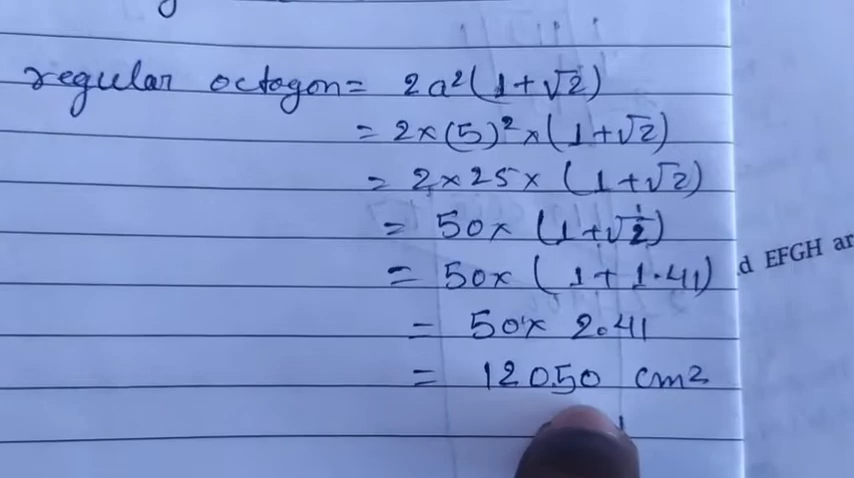 regular octagon = 2a²(1+√2)
= 2×(5)²×(1+√2)
= 2×25×(1+√2)
= 50×(1+√2)
= 50×(1+1.41)
= 50×2.41
= 120.50 cm²
d EFGH ar